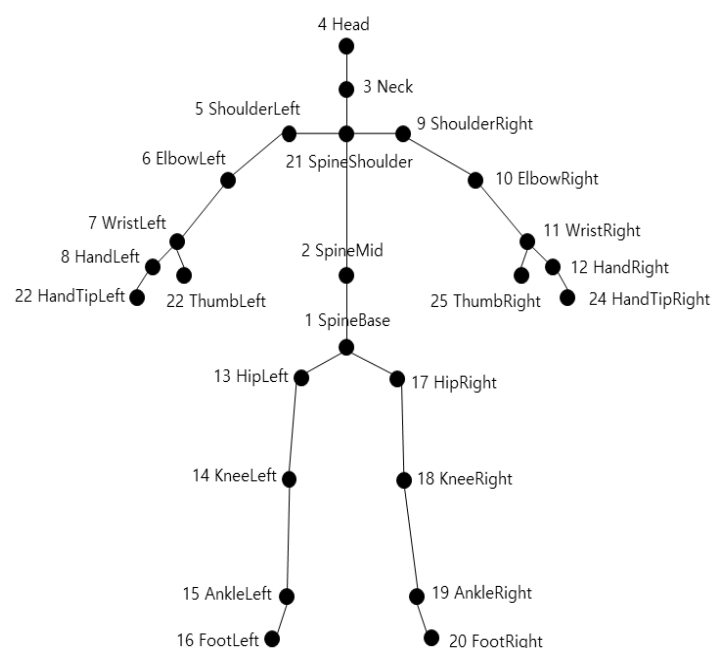 4 Head
3 Neck
5 ShoulderLeft
9 ShoulderRight
21 SpineShoulder
6 ElbowLeft
10 ElbowRight
7 WristLeft
11 WristRight
8 HandLeft
2 SpineMid
12 HandRight
22 HandTipLeft
22 ThumbLeft
25 ThumbRight
24 HandTipRight
1 SpineBase
13 HipLeft
17 HipRight
14 KneeLeft
18 KneeRight
15 AnkleLeft
19 AnkleRight
16 FootLeft
20 FootRight